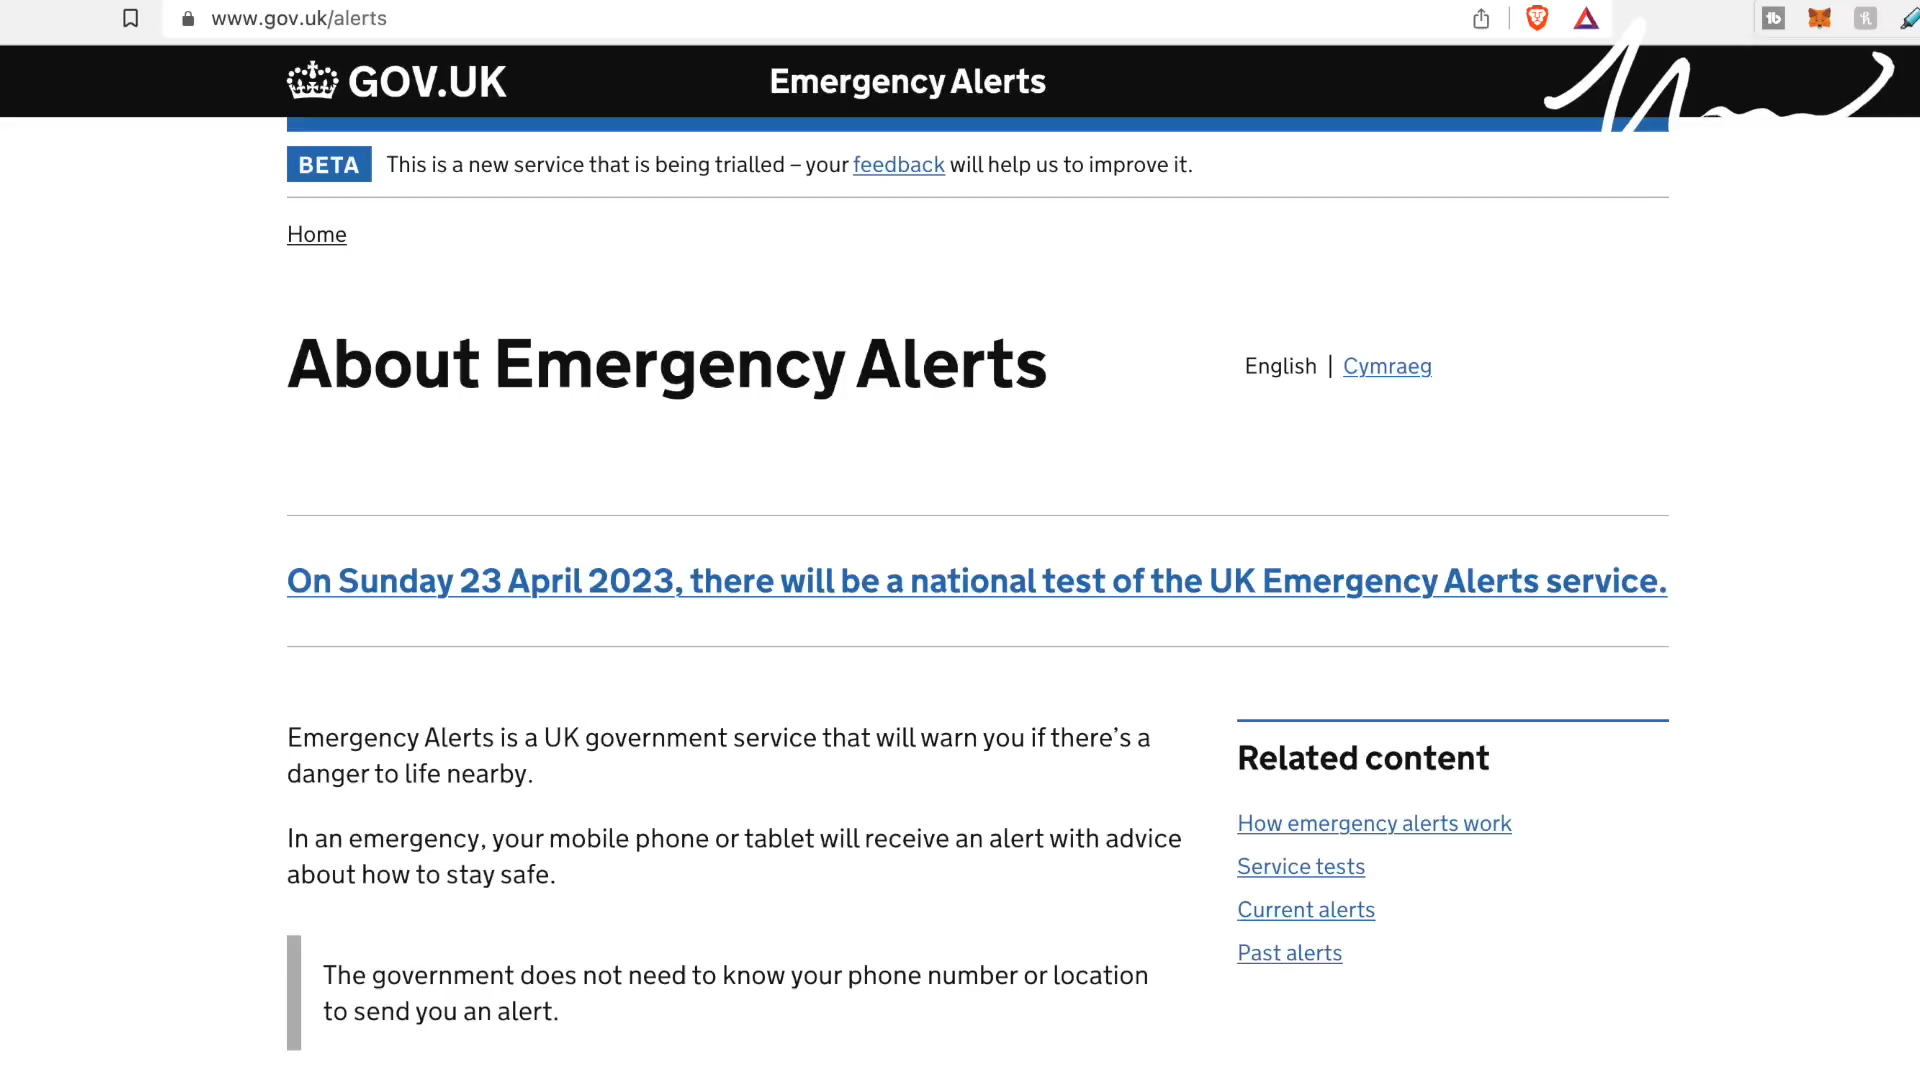 www.gov.uk/alerts
GOV.UK
Emergency Alerts
BETA
This is a new service that is being trialled – your feedback will help us to improve it.
Home
About Emergency Alerts
English | Cymraeg
On Sunday 23 April 2023, there will be a national test of the UK Emergency Alerts service.
Emergency Alerts is a UK government service that will warn you if there’s a
danger to life nearby.
In an emergency, your mobile phone or tablet will receive an alert with advice
about how to stay safe.
The government does not need to know your phone number or location
to send you an alert.
Related content
How emergency alerts work
Service tests
Current alerts
Past alerts